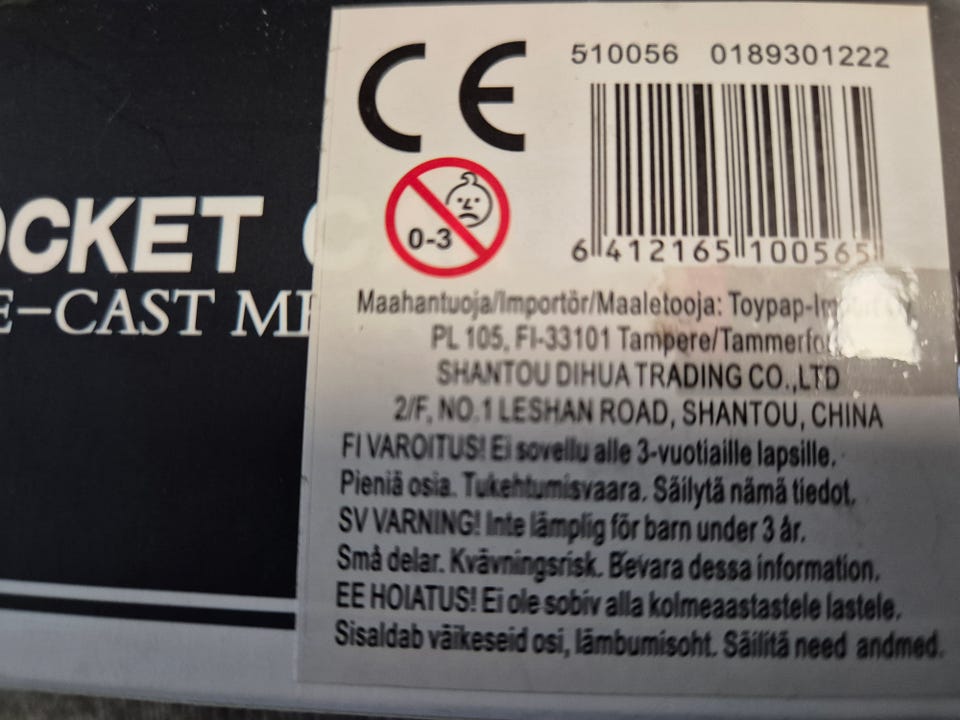 CE
510056 0189301222
0-3
6 412165 100565
OCKET
E-CAST ME
Maahantuoja/Importör/Maaletooja: Toypap-Import
PL 105, FI-33101 Tampere/Tammerfo
SHANTOU DIHUA TRADING CO.,LTD
2/F, NO.1 LESHAN ROAD, SHANTOU, CHINA
FI VAROITUS! Ei sovellu alle 3-vuotiaille lapsille.
Pieniä osia. Tukehtumisvaara. Säilytä nämä tiedot.
SV VARNING! Inte lämplig för barn under 3 år.
Små delar. Kvävningsrisk. Bevara dessa information.
EE HOIATUS! Ei ole sobiv alla kolmeaastastele lastele.
Sisaldab väikeseid osi, lämbumisoht. Säilitä need andmed.